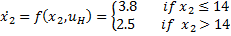 ẋ₂ = f(x₂,u_H) = {3.8 if x₂ ≤ 14
2.5 if x₂ > 14